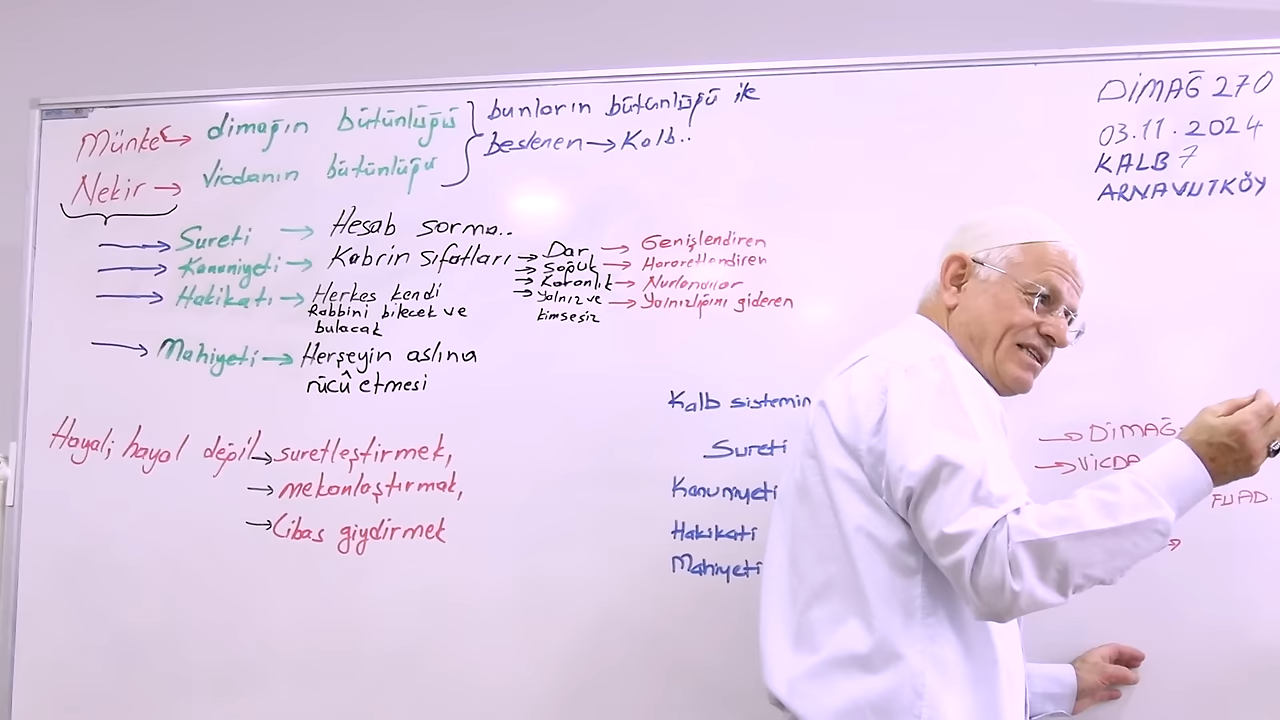 Münker → dimağın bütünlüğü
Nekir → Vicdanın bütünlüğü
bunların bütünlüğü ile
beslenen → Kalb..
DİMAĞ 270
03.11.2024
KALB 7
ARNAVUTKÖY
→ Sureti → Hesab sorma..
→ Kanuniyeti → Kabrin sıfatları → Dar → Genişlendiren
→ Soğuk → Hararetlendiren
→ Karanlık → Nurlandıran
→ Yalnız ve kimsesiz → Yalnızlığını gideren
→ Hakikatı → Herkes kendi
Rabbini bilecek ve
bulacak
→ Mahiyeti → Herşeyin aslına
rücû etmesi
Hayal; hayal değil → suretleştirmek,
→ mekanlaştırmak,
→ Libas giydirmek
Kalb sistemin
Sureti
Kanuniyeti
Hakikati
Mahiyeti
→ DİMAĞ
→ VİCDA
FUAD.
→